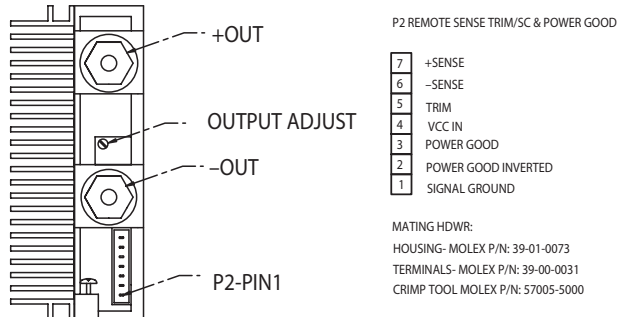 +OUT
OUTPUT ADJUST
–OUT
P2-PIN1
P2 REMOTE SENSE TRIM/SC & POWER GOOD
7 +SENSE
6 –SENSE
5 TRIM
4 VCC IN
3 POWER GOOD
2 POWER GOOD INVERTED
1 SIGNAL GROUND
MATING HDWR:
HOUSING- MOLEX P/N: 39-01-0073
TERMINALS- MOLEX P/N: 39-00-0031
CRIMP TOOL MOLEX P/N: 57005-5000